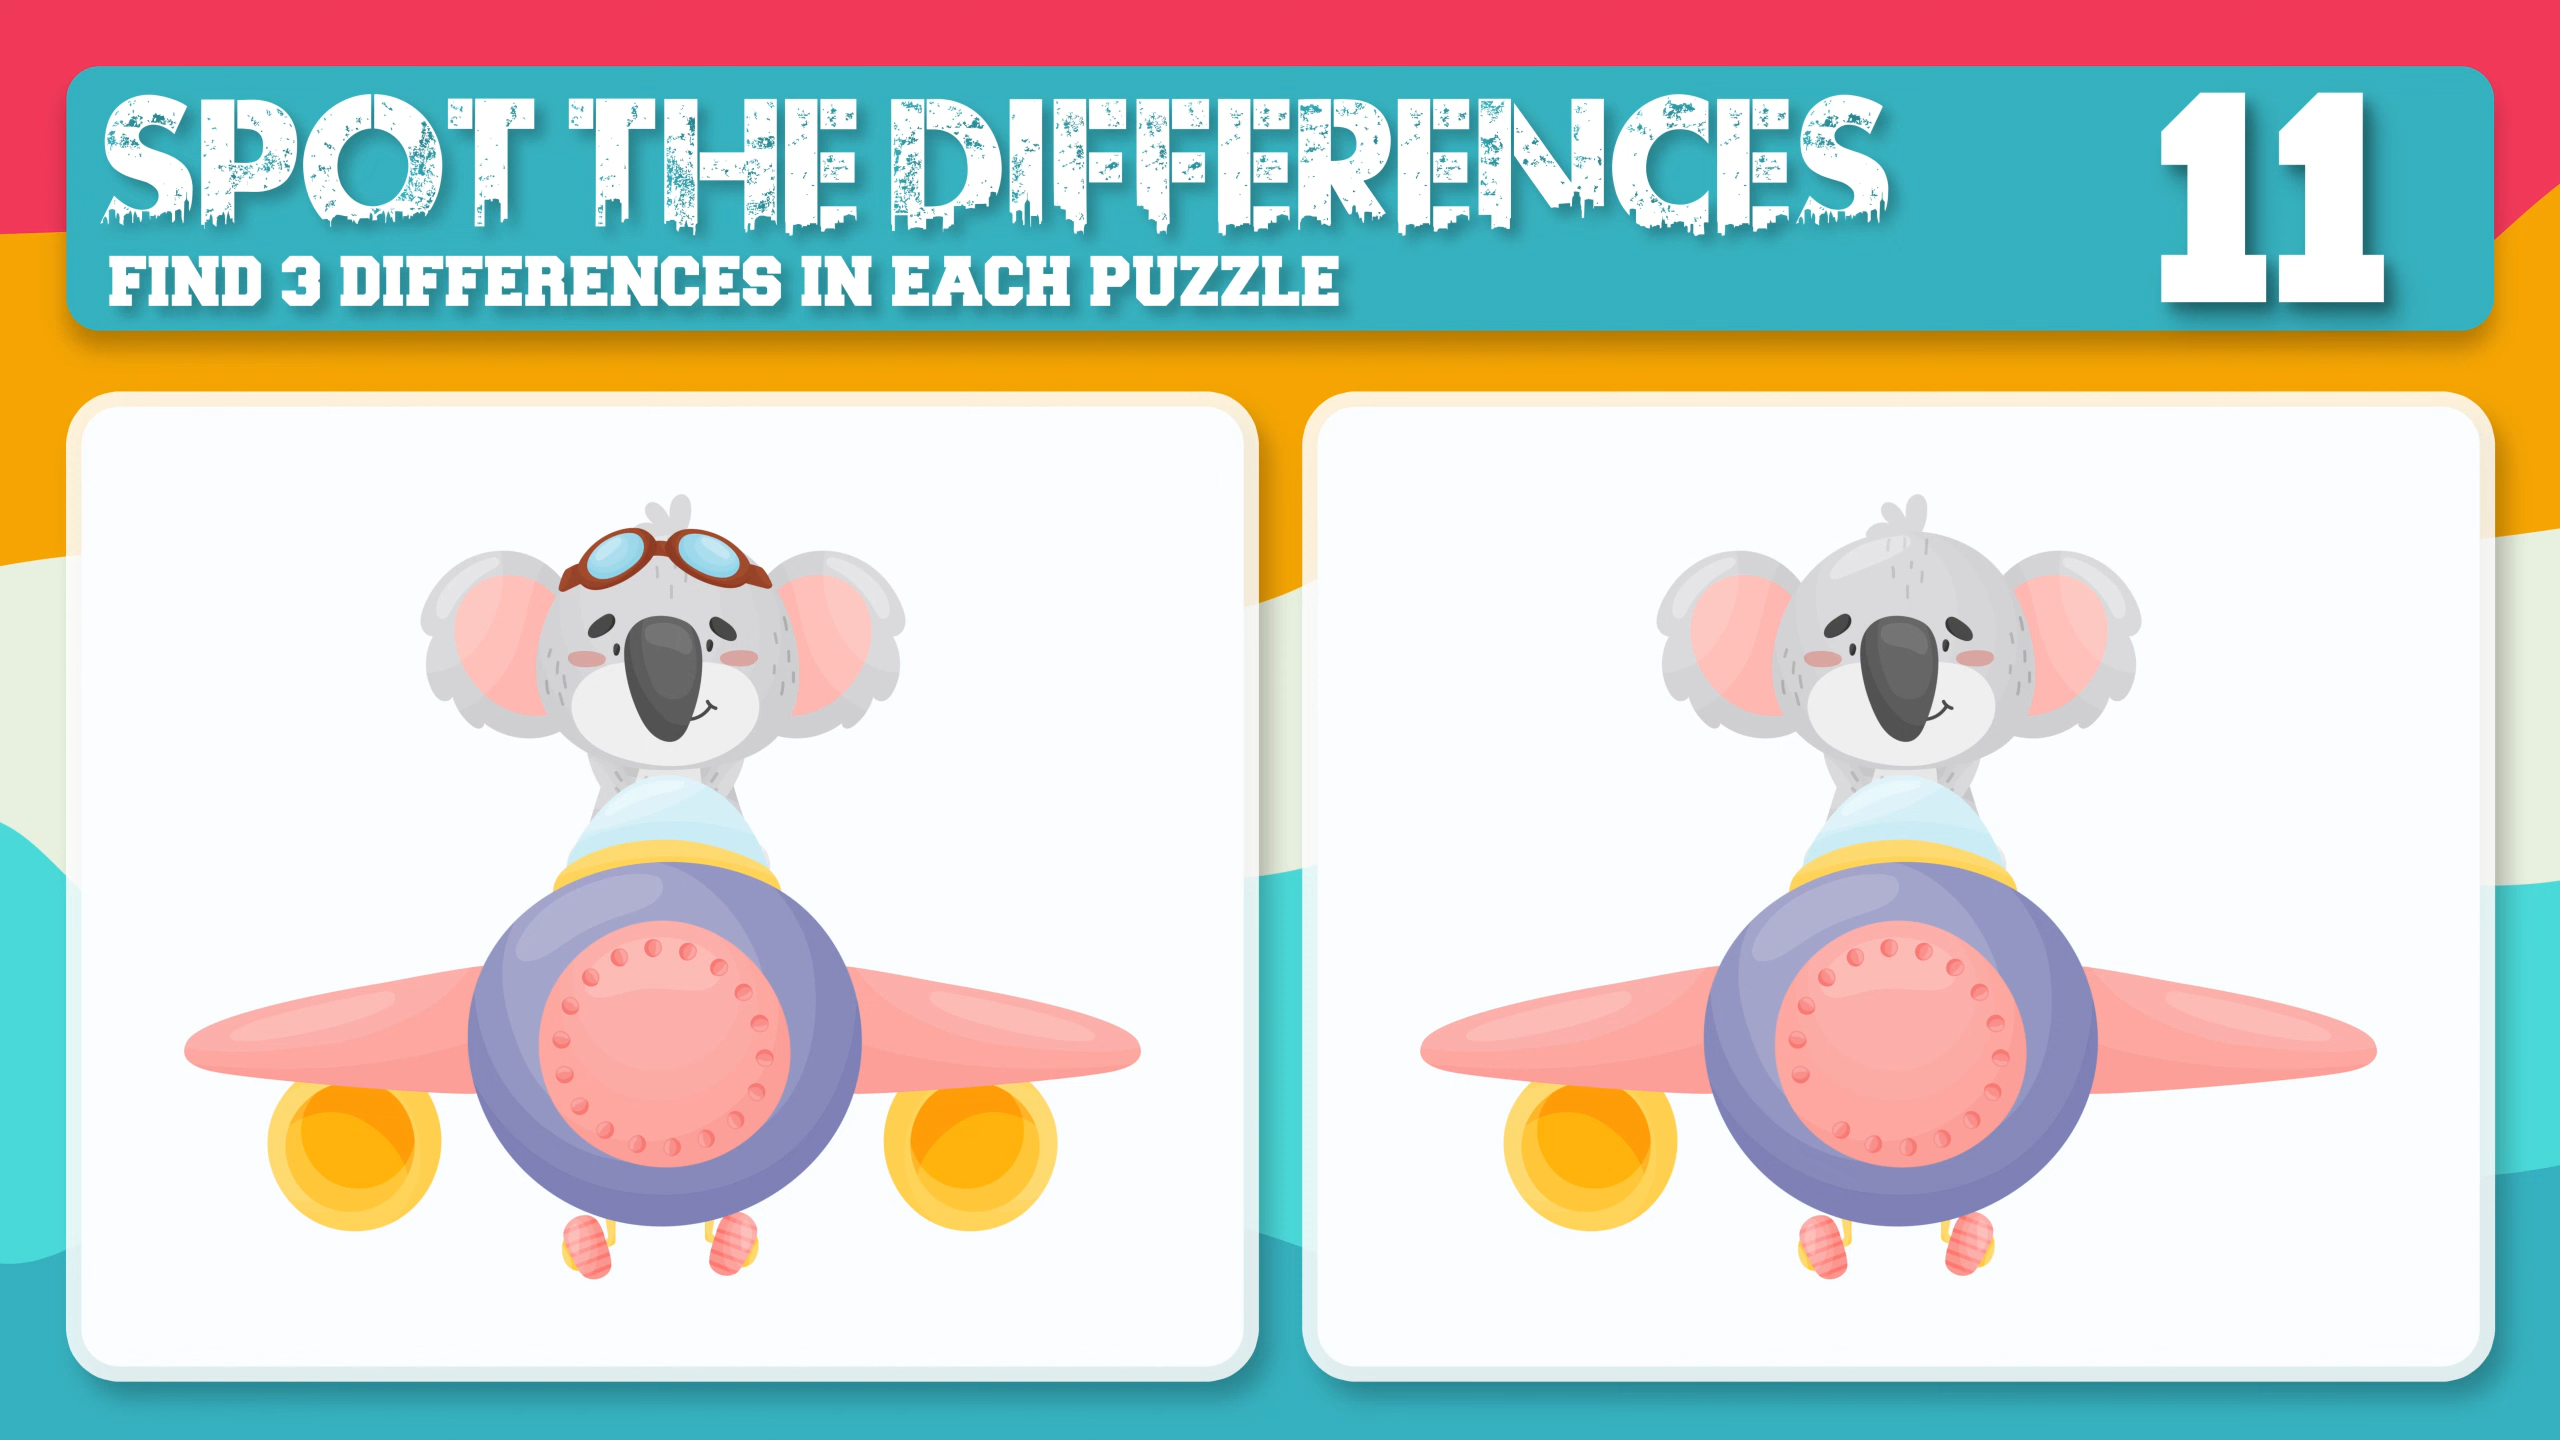 SPOT THE DIFFERENCES
FIND 3 DIFFERENCES IN EACH PUZZLE
11